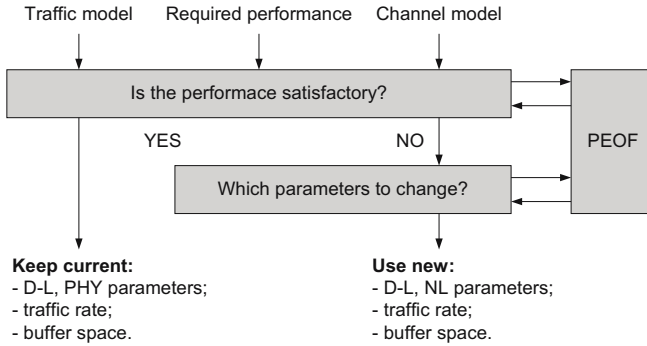 Traffic model
Required performance
Channel model
Is the performace satisfactory?
YES
NO
PEOF
Which parameters to change?
Keep current:
- D-L, PHY parameters;
- traffic rate;
- buffer space.
Use new:
- D-L, NL parameters;
- traffic rate;
- buffer space.